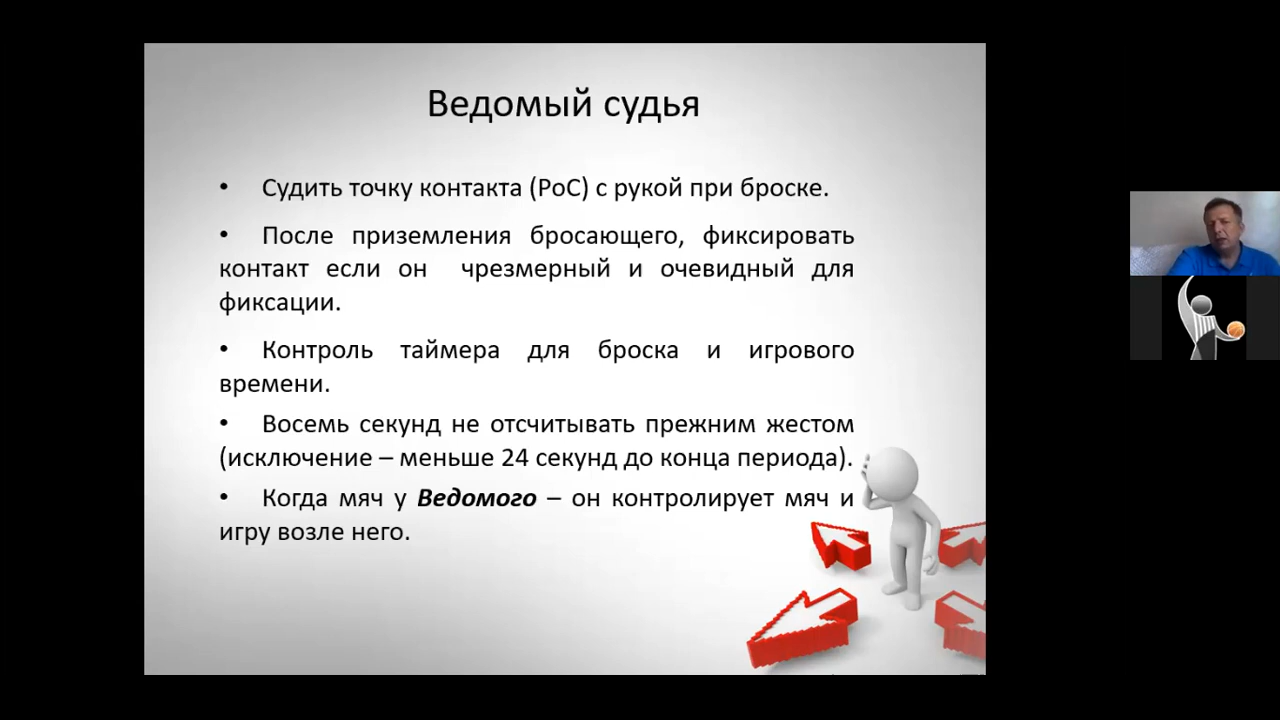 Ведомый судья
• Судить точку контакта (PoC) с рукой при броске.
• После приземления бросающего, фиксировать
контакт если он чрезмерный и очевидный для
фиксации.
• Контроль таймера для броска и игрового
времени.
• Восемь секунд не отсчитывать прежним жестом
(исключение – меньше 24 секунд до конца периода).
• Когда мяч у Ведомого – он контролирует мяч и
игру возле него.